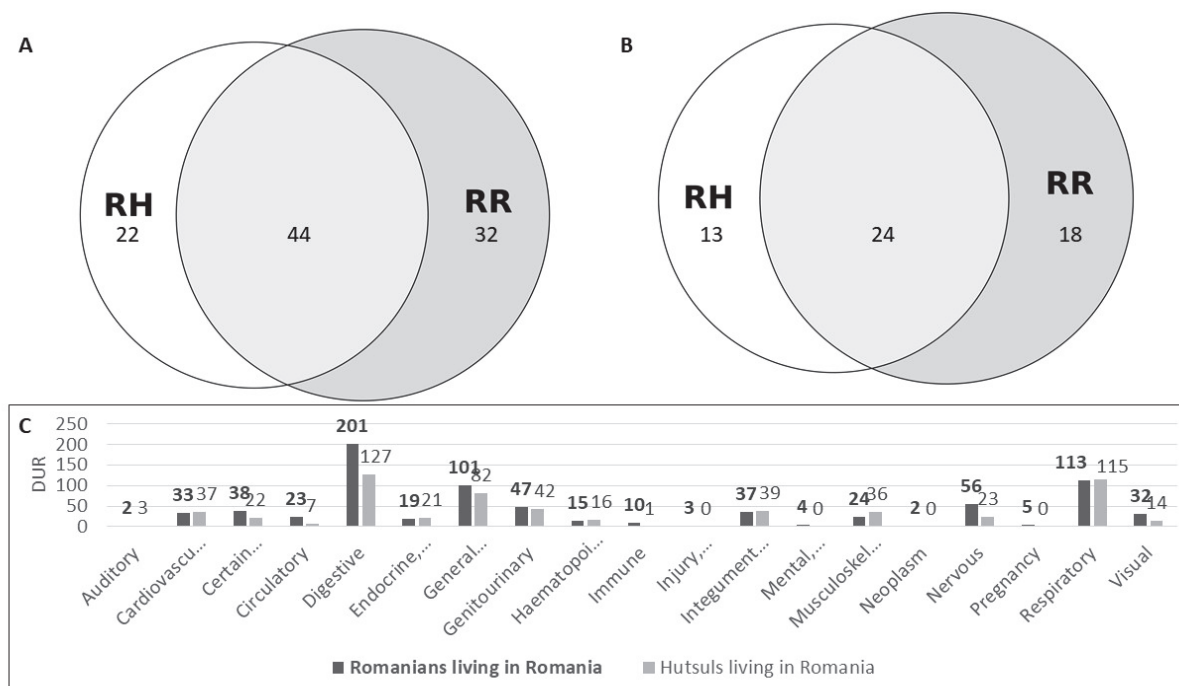 A
RH
22
44
RR
32
B
RH
13
24
RR
18
C
DUR
250
200
150
100
50
0
2 3
33 37
38 22
23 7
201 127
19 21
101 82
47 42
15 16
10 1
3 0
37 39
4 0
24 36
2 0
56 23
5 0
113 115
32 14
Auditory
Cardiovascu...
Certain...
Circulatory
Digestive
Endocrine,...
General...
Genitourinary
Haematopoi...
Immune
Injury,...
Integument...
Mental,...
Musculoskel...
Neoplasm
Nervous
Pregnancy
Respiratory
Visual
Romanians living in Romania
Hutsuls living in Romania